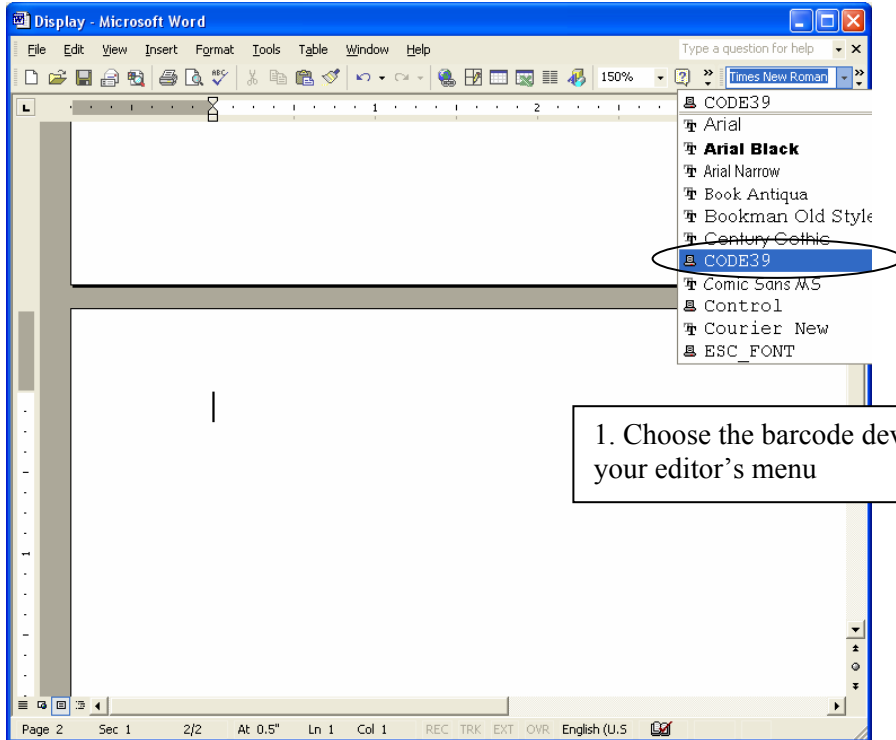 Display - Microsoft Word
File Edit View Insert Format Tools Table Window Help Type a question for help
150% Times New Roman
1 2
CODE39
Arial
Arial Black
Arial Narrow
Book Antiqua
Bookman Old Style
Century Gothic
CODE39
Comic Sans MS
Control
Courier New
ESC_FONT
1. Choose the barcode dev
your editor's menu
1
Page 2 Sec 1 2/2 At 0.5" Ln 1 Col 1 REC TRK EXT OVR English (U.S